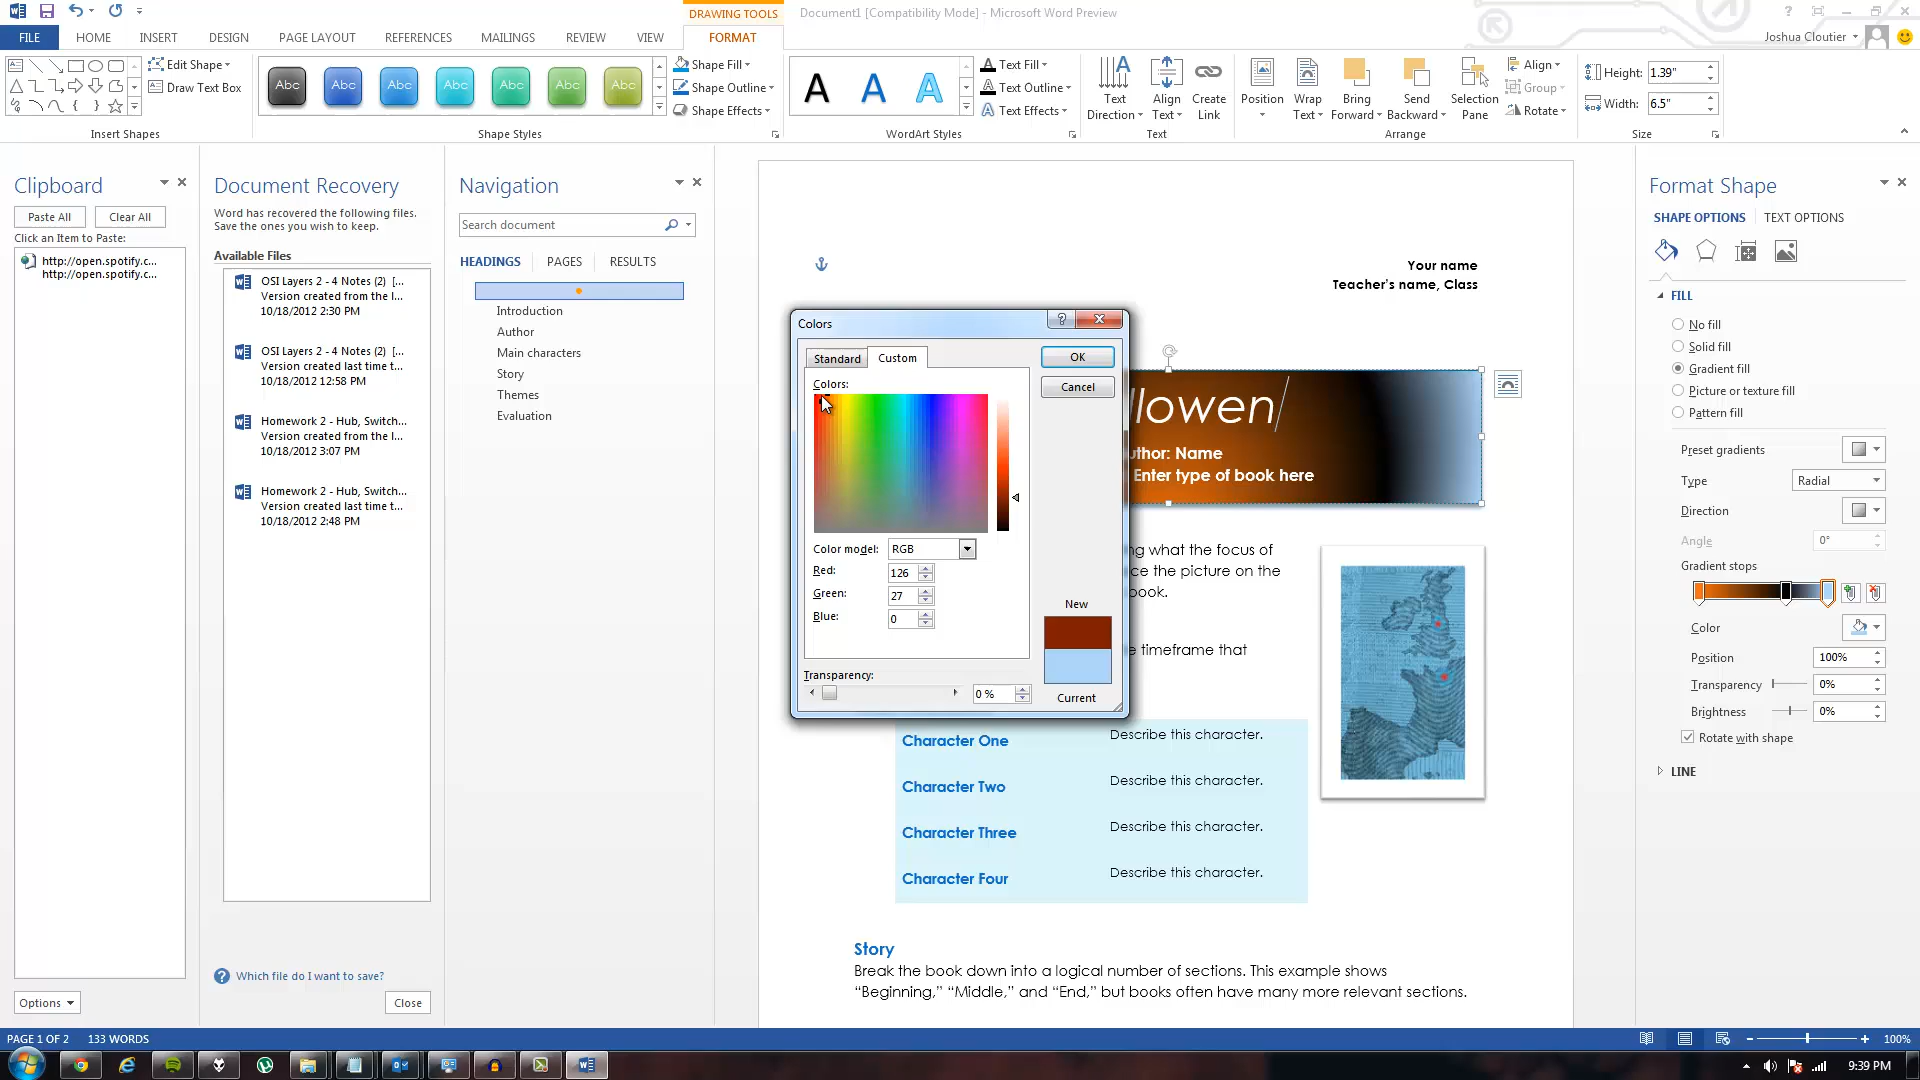 DRAWING TOOLS
Document1 [Compatibility Mode] - Microsoft Word Preview
FILE HOME INSERT DESIGN PAGE LAYOUT REFERENCES MAILINGS REVIEW VIEW FORMAT
Joshua Cloutier
Edit Shape
Draw Text Box
Insert Shapes
Abc Abc Abc Abc Abc Abc Abc
Shape Fill
Shape Outline
Shape Effects
Shape Styles
A A A
Text Fill
Text Outline
Text Effects
WordArt Styles
Text Direction
Align Text
Create Link
Text
Position
Wrap Text
Bring Forward
Send Backward
Selection Pane
Align
Group
Rotate
Arrange
Height: 1.39"
Width: 6.5"
Size
Clipboard
Paste All Clear All
Click an Item to Paste:
http://open.spotify.c...
http://open.spotify.c...
Options
Document Recovery
Word has recovered the following files.
Save the ones you wish to keep.
Available Files
OSI Layers 2 - 4 Notes (2) [...
Version created from the l...
10/18/2012 2:30 PM
OSI Layers 2 - 4 Notes (2) [...
Version created last time t...
10/18/2012 12:58 PM
Homework 2 - Hub, Switch...
Version created from the l...
10/18/2012 3:07 PM
Homework 2 - Hub, Switch...
Version created last time t...
10/18/2012 2:48 PM
Which file do I want to save?
Close
Navigation
Search document
HEADINGS PAGES RESULTS
Introduction
Author
Main characters
Story
Themes
Evaluation
Your name
Teacher's name, Class
llowen
uthor: Name
Enter type of book here
ng what the focus of
ce the picture on the
book.
e timeframe that
Character One Describe this character.
Character Two Describe this character.
Character Three Describe this character.
Character Four Describe this character.
Story
Break the book down into a logical number of sections. This example shows
“Beginning,” “Middle,” and “End,” but books often have many more relevant sections.
Colors
Standard Custom
OK
Cancel
Colors:
Color model: RGB
Red: 126
Green: 27
Blue: 0
Transparency:
0 %
New
Current
Format Shape
SHAPE OPTIONS TEXT OPTIONS
FILL
No fill
Solid fill
Gradient fill
Picture or texture fill
Pattern fill
Preset gradients
Type Radial
Direction
Angle 0°
Gradient stops
Color
Position 100%
Transparency 0%
Brightness 0%
Rotate with shape
LINE
PAGE 1 OF 2 133 WORDS
100%
9:39 PM